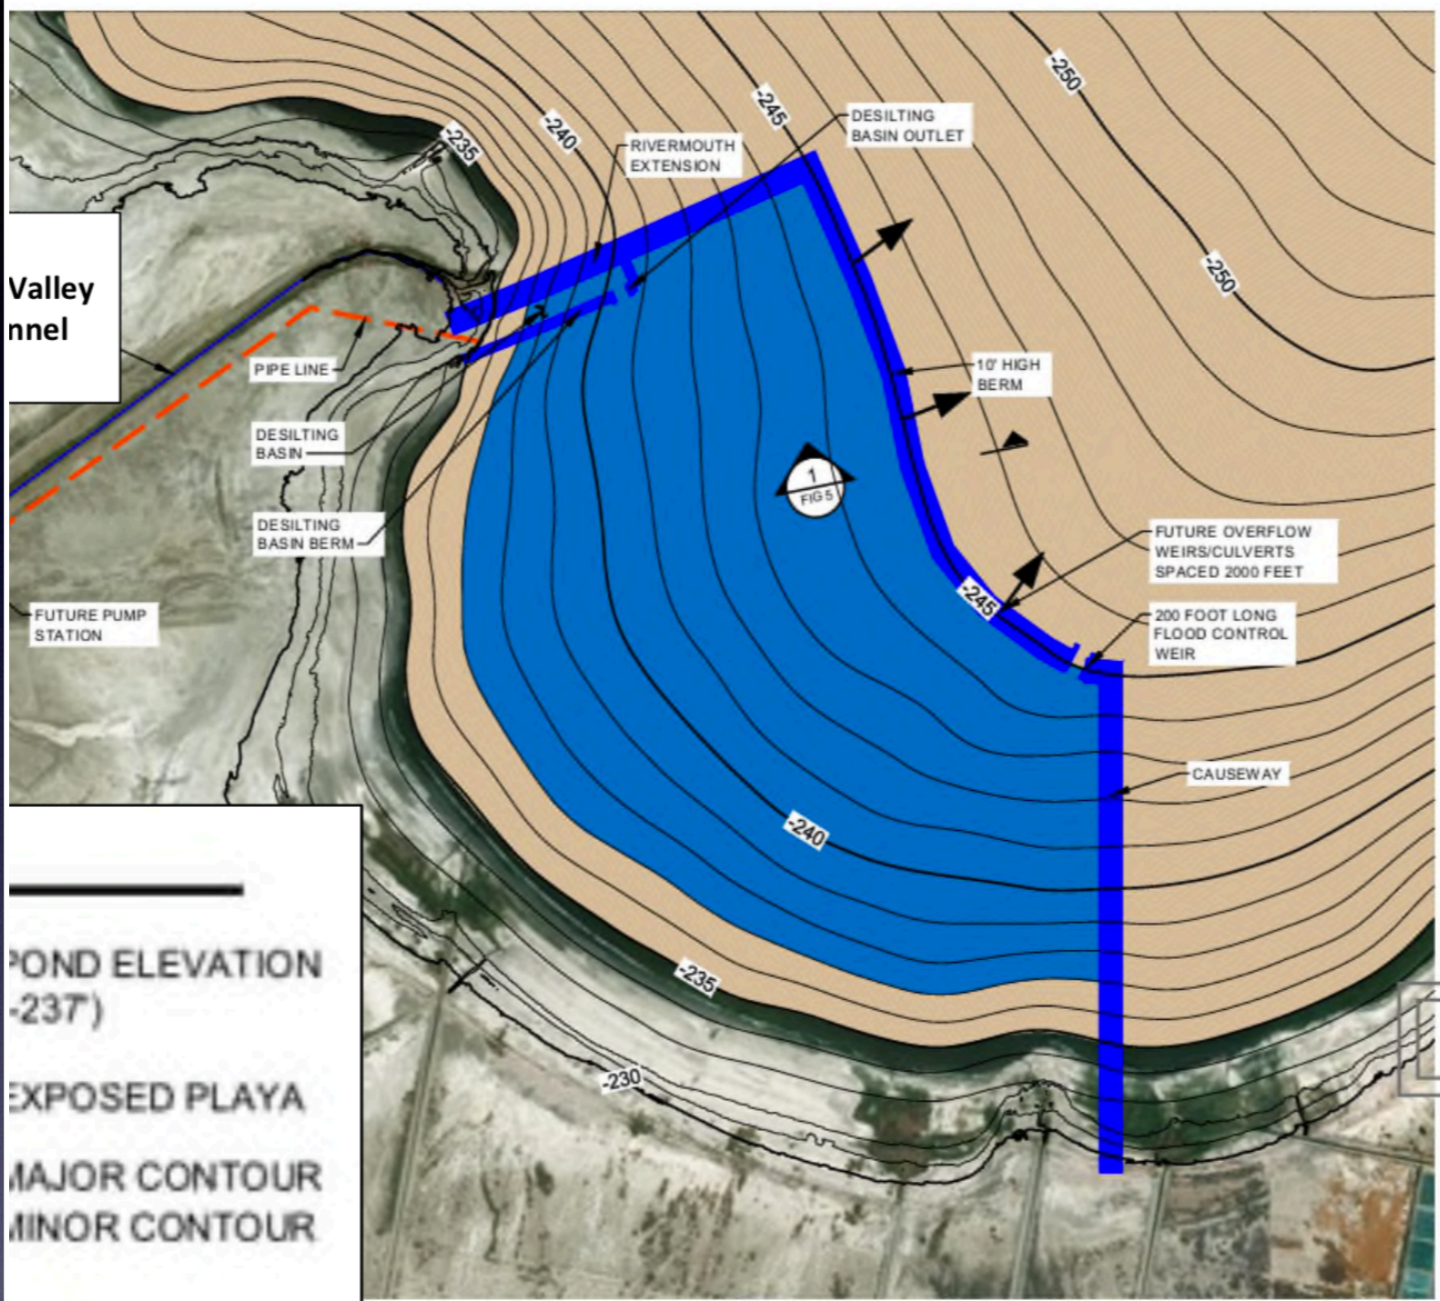 -250
-245
-240
-235
DESILTING
BASIN OUTLET
RIVERMOUTH
EXTENSION
-250
Valley
nnel
PIPE LINE
10' HIGH
BERM
DESILTING
BASIN
1
FIG 5
DESILTING
BASIN BERM
FUTURE OVERFLOW
WEIRS/CULVERTS
SPACED 2000 FEET
-245
FUTURE PUMP
STATION
200 FOOT LONG
FLOOD CONTROL
WEIR
CAUSEWAY
-240
-235
-230
POND ELEVATION
-237')
EXPOSED PLAYA
MAJOR CONTOUR
MINOR CONTOUR